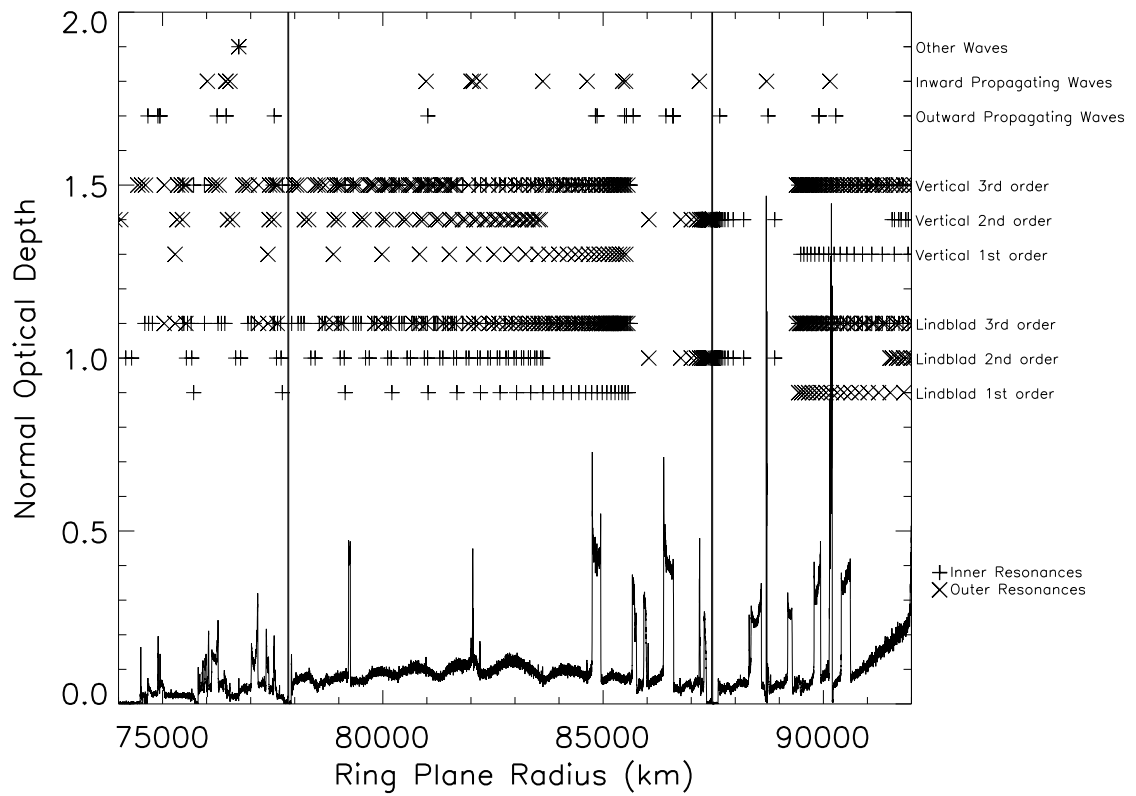 2.0
Other Waves
Inward Propagating Waves
Outward Propagating Waves
1.5
Vertical 3rd order
Vertical 2nd order
Vertical 1st order
Lindblad 3rd order
1.0
Lindblad 2nd order
Lindblad 1st order
Normal Optical Depth
0.5
Inner Resonances
Outer Resonances
0.0
75000 80000 85000 90000
Ring Plane Radius (km)